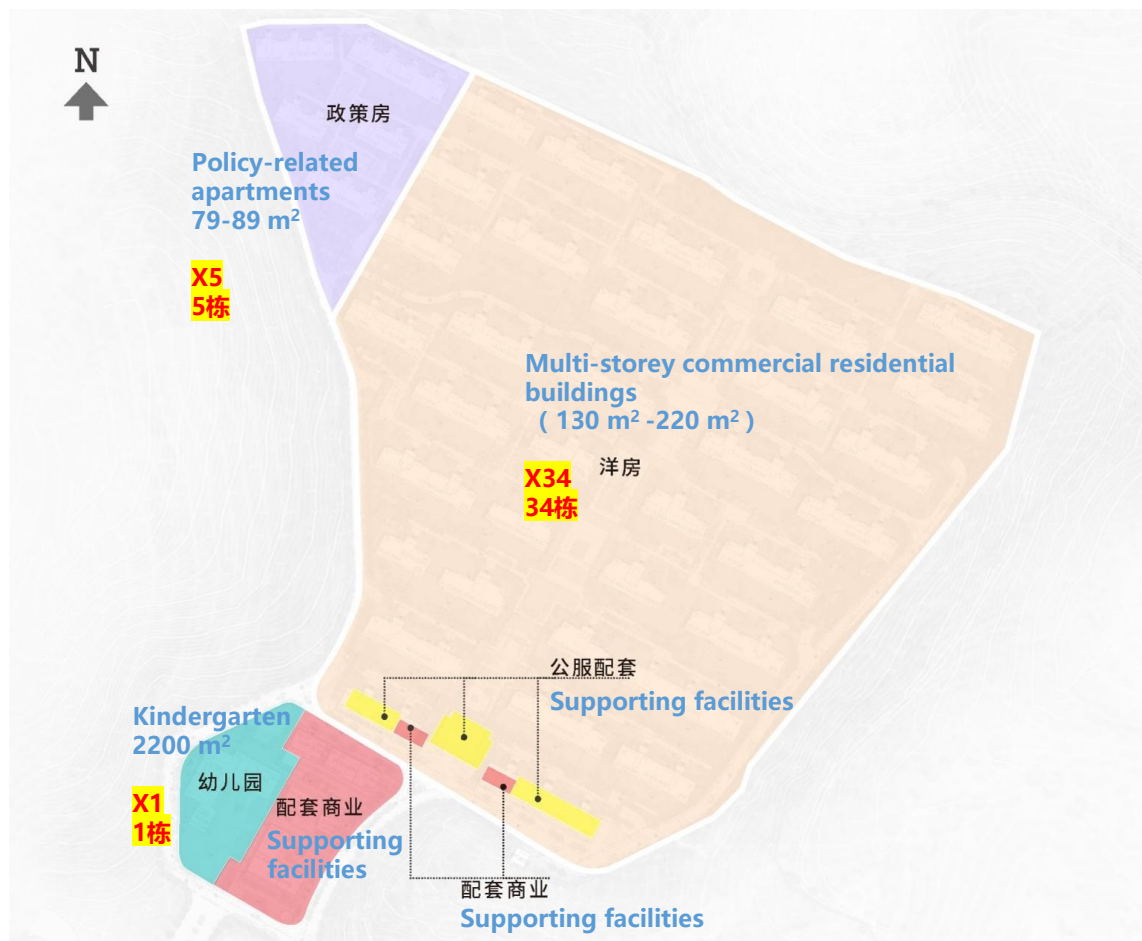 N
政策房
Policy-related
apartments
79-89 m²
X5
5栋
Multi-storey commercial residential
buildings
( 130 m² -220 m² )
洋房
X34
34栋
公服配套
Supporting facilities
Kindergarten
2200 m²
幼儿园
X1
1栋
配套商业
Supporting
facilities
配套商业
Supporting facilities